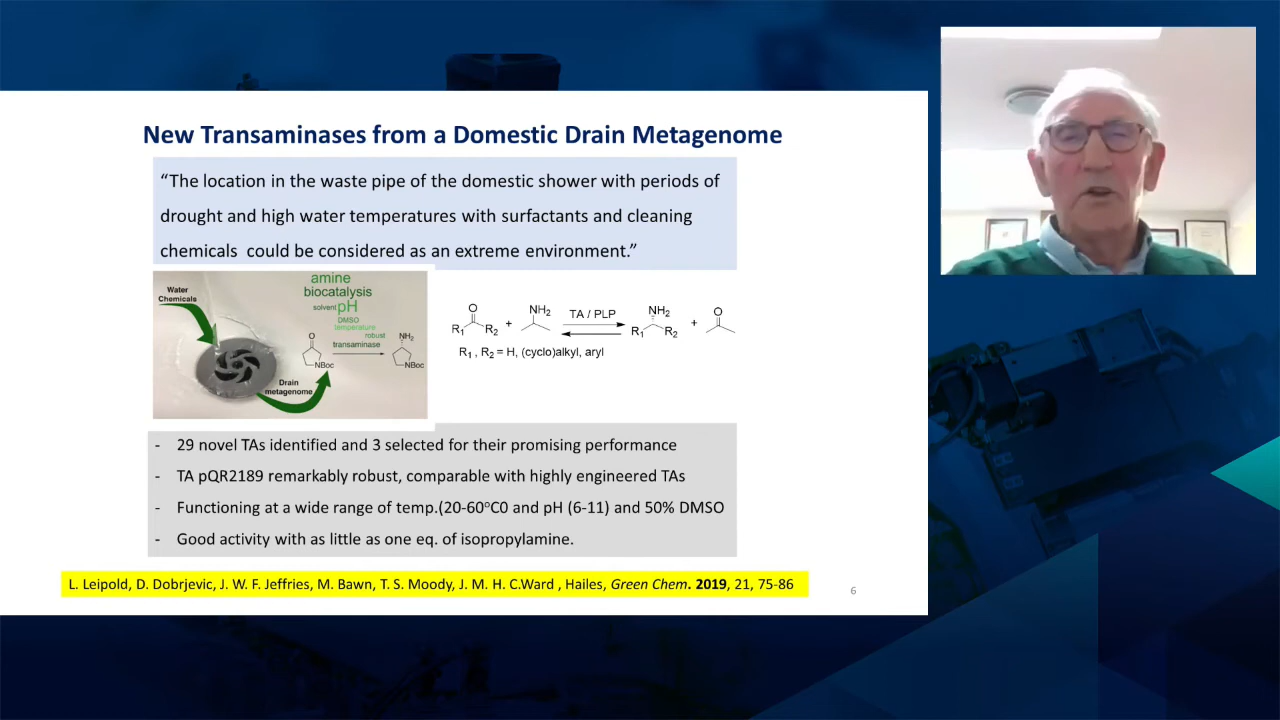 New Transaminases from a Domestic Drain Metagenome
“The location in the waste pipe of the domestic shower with periods of
drought and high water temperatures with surfactants and cleaning
chemicals  could be considered as an extreme environment.”
Water
Chemicals
amine
biocatalysis
solvent pH
DMSO
temperature
robust
transaminase
O
NBoc
NH2
NBoc
Drain
metagenome
O
R1 R2
+
NH2
TA / PLP
NH2
R1 R2
+
O
R1 , R2 = H, (cyclo)alkyl, aryl
- 29 novel TAs identified and 3 selected for their promising performance
- TA pQR2189 remarkably robust, comparable with highly engineered TAs
- Functioning at a wide range of temp.(20-60oC0 and pH (6-11) and 50% DMSO
- Good activity with as little as one eq. of isopropylamine.
L. Leipold, D. Dobrjevic, J. W. F. Jeffries, M. Bawn, T. S. Moody, J. M. H. C.Ward , Hailes, Green Chem. 2019, 21, 75-86
6